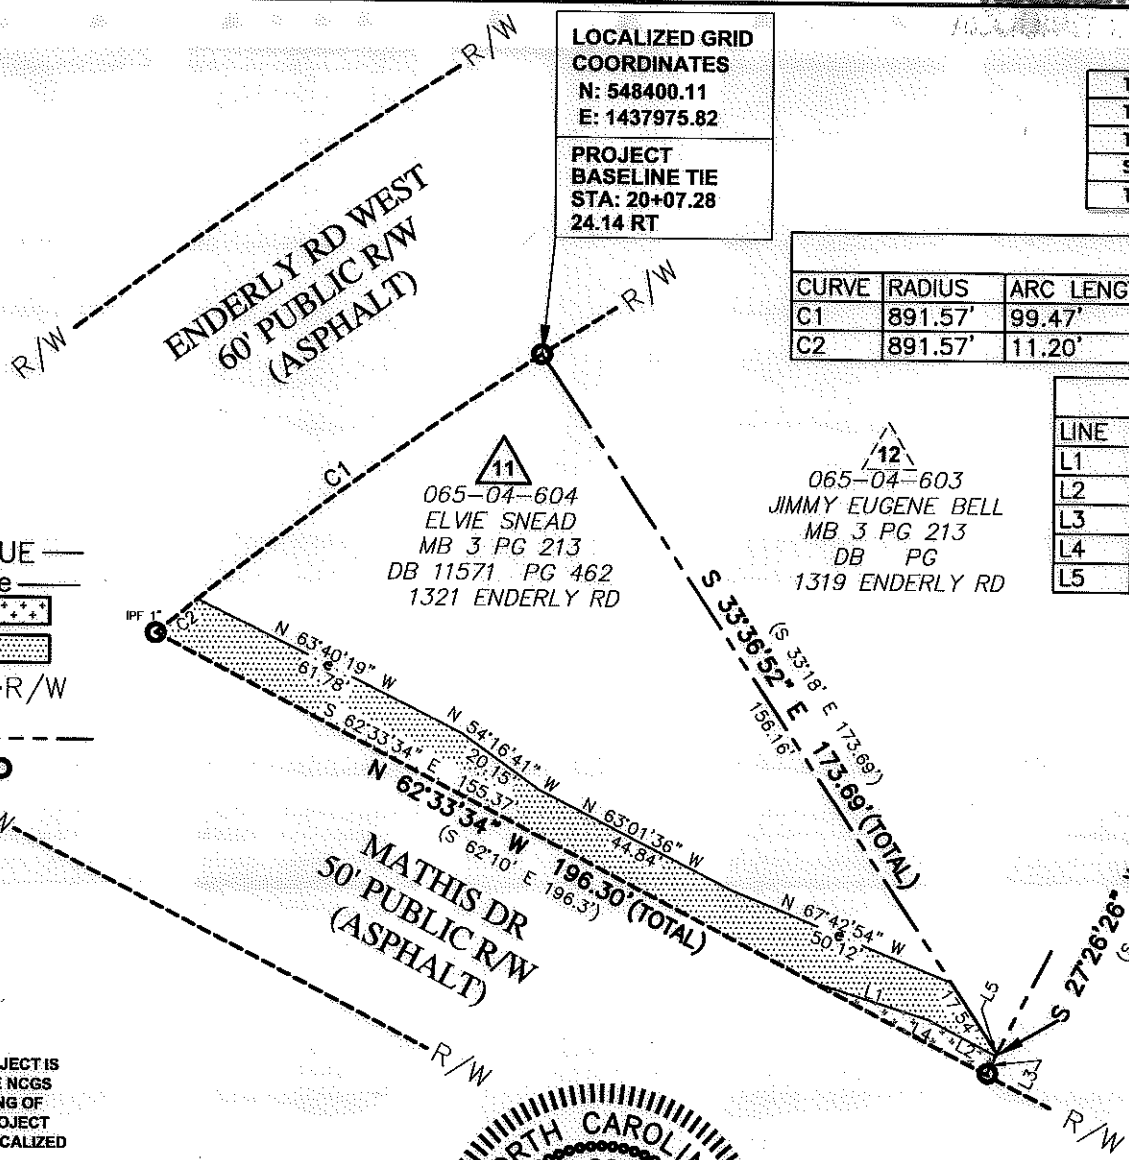 LOCALIZED GRID
COORDINATES
N: 548400.11
E: 1437975.82
PROJECT
BASELINE TIE
STA: 20+07.28
24.14 RT
R/W
ENDERLY RD WEST
60' PUBLIC R/W
(ASPHALT)
R/W
R/W
CURVE RADIUS ARC LENG
C1 891.57' 99.47'
C2 891.57' 11.20'
LINE
L1
L2
L3
L4
L5
C1
11
065-04-604
ELVIE SNEAD
MB 3 PG 213
DB 11571 PG 462
1321 ENDERLY RD
12
065-04-603
JIMMY EUGENE BELL
MB 3 PG 213
DB PG
1319 ENDERLY RD
UE
e
R/W
IPF 1"
C2
N 63°40'19" W
e
61.78'
N 54°16'41" W
20.15'
N 63°01'36" W
44.84'
N 67°42'54" W
e
50.12'
S 62°33'34" E 155.37'
N 62°33'34" W 196.30'(TOTAL)
(S 62°10' E 196.3')
(S 33°18' E 173.69')
S 33°36'52" E 173.69'(TOTAL)
156.16'
17.54'
L5
S 27°26'26"
L1
L4
L2
L3
MATHIS DR
50' PUBLIC R/W
(ASPHALT)
R/W
R/W
JECT IS
E NCGS
NG OF
OJECT
CALIZED
RTH CAROLIN